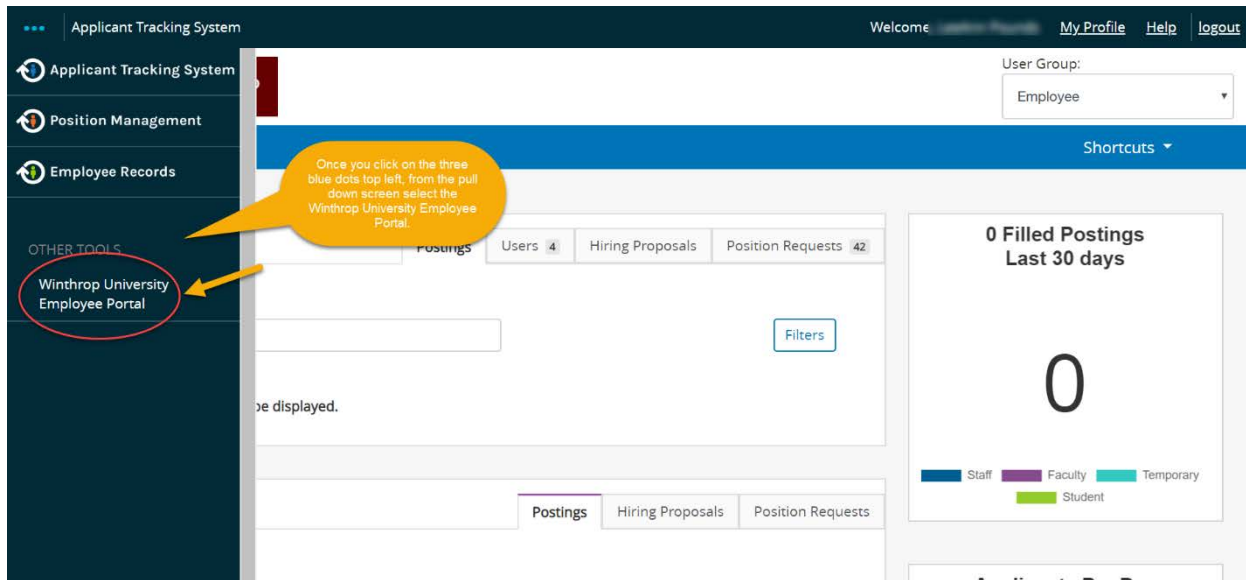 Applicant Tracking System
Welcome,
My Profile
Help
logout
Applicant Tracking System
Position Management
Employee Records
OTHER TOOLS
Winthrop University
Employee Portal
User Group:
Employee
Shortcuts
Once you click on the three
blue dots top left, from the pull
down screen select the
Winthrop University Employee
Portal.
Postings
Users 4
Hiring Proposals
Position Requests 42
Filters
be displayed.
0 Filled Postings
Last 30 days
0
Staff
Faculty
Temporary
Student
Postings
Hiring Proposals
Position Requests